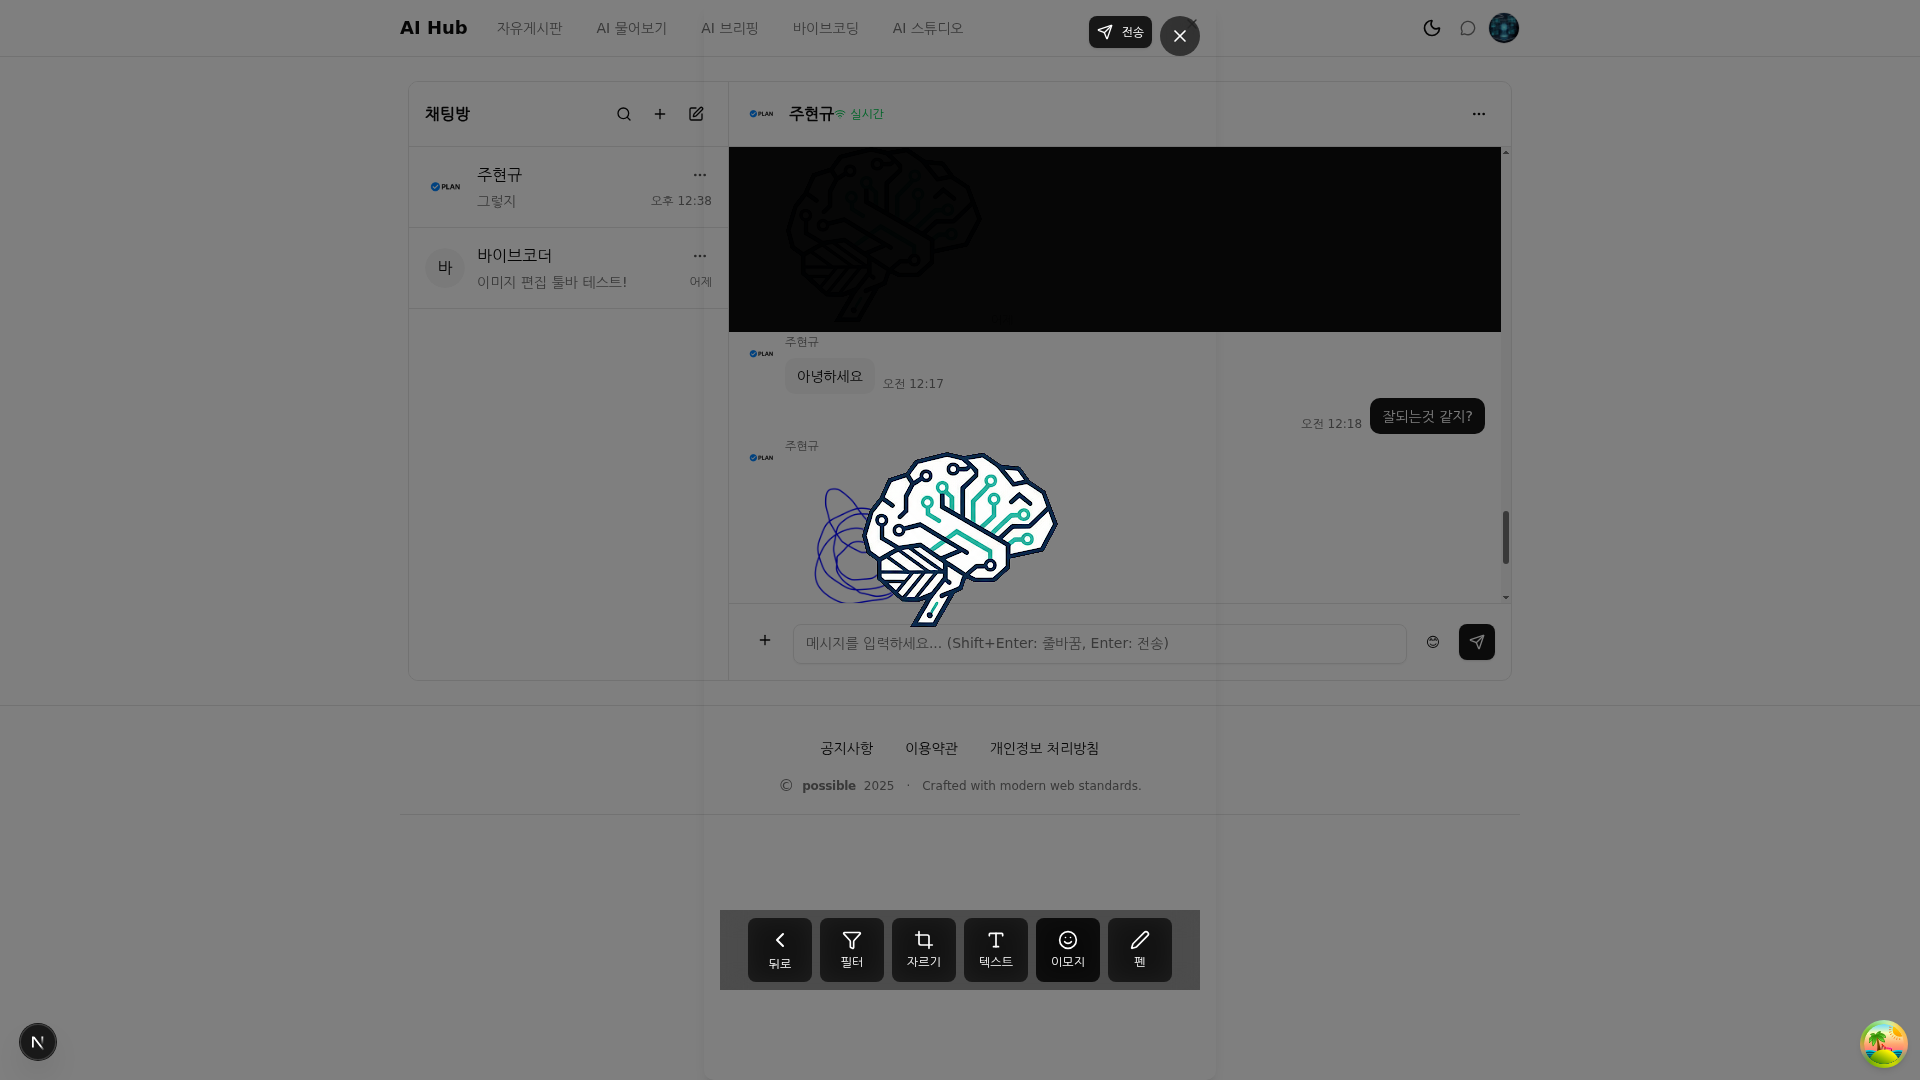 AI Hub
자유게시판
AI 물어보기
AI 브리핑
바이브코딩
AI 스튜디오
전송
채팅방
PLAN
주현규
실시간
PLAN
주현규
그렇지
오후 12:38
바
바이브코더
이미지 편집 툴바 테스트!
어제
주현규
PLAN
아녕하세요
오전 12:17
오전 12:18
잘되는것 같지?
주현규
PLAN
메시지를 입력하세요... (Shift+Enter: 줄바꿈, Enter: 전송)
공지사항
이용약관
개인정보 처리방침
© possible 2025 · Crafted with modern web standards.
뒤로
필터
자르기
텍스트
이모지
펜
N